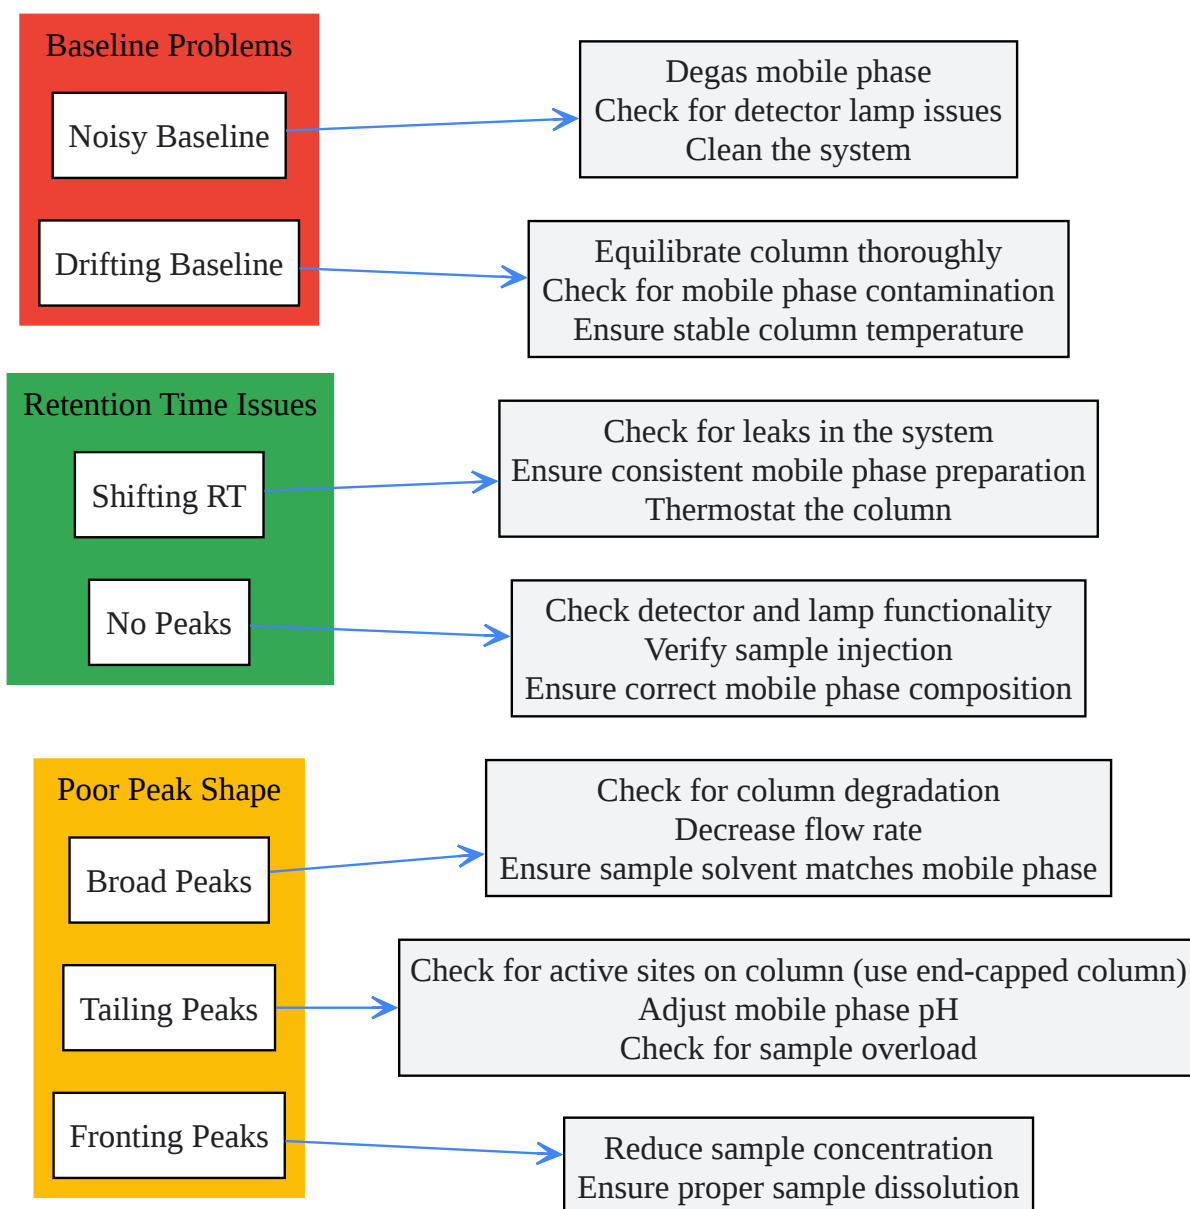 Baseline Problems
Noisy Baseline
Degas mobile phase
Check for detector lamp issues
Clean the system
Drifting Baseline
Equilibrate column thoroughly
Check for mobile phase contamination
Ensure stable column temperature
Retention Time Issues
Shifting RT
Check for leaks in the system
Ensure consistent mobile phase preparation
Thermostat the column
No Peaks
Check detector and lamp functionality
Verify sample injection
Ensure correct mobile phase composition
Poor Peak Shape
Broad Peaks
Check for column degradation
Decrease flow rate
Ensure sample solvent matches mobile phase
Tailing Peaks
Check for active sites on column (use end-capped column)
Adjust mobile phase pH
Check for sample overload
Fronting Peaks
Reduce sample concentration
Ensure proper sample dissolution